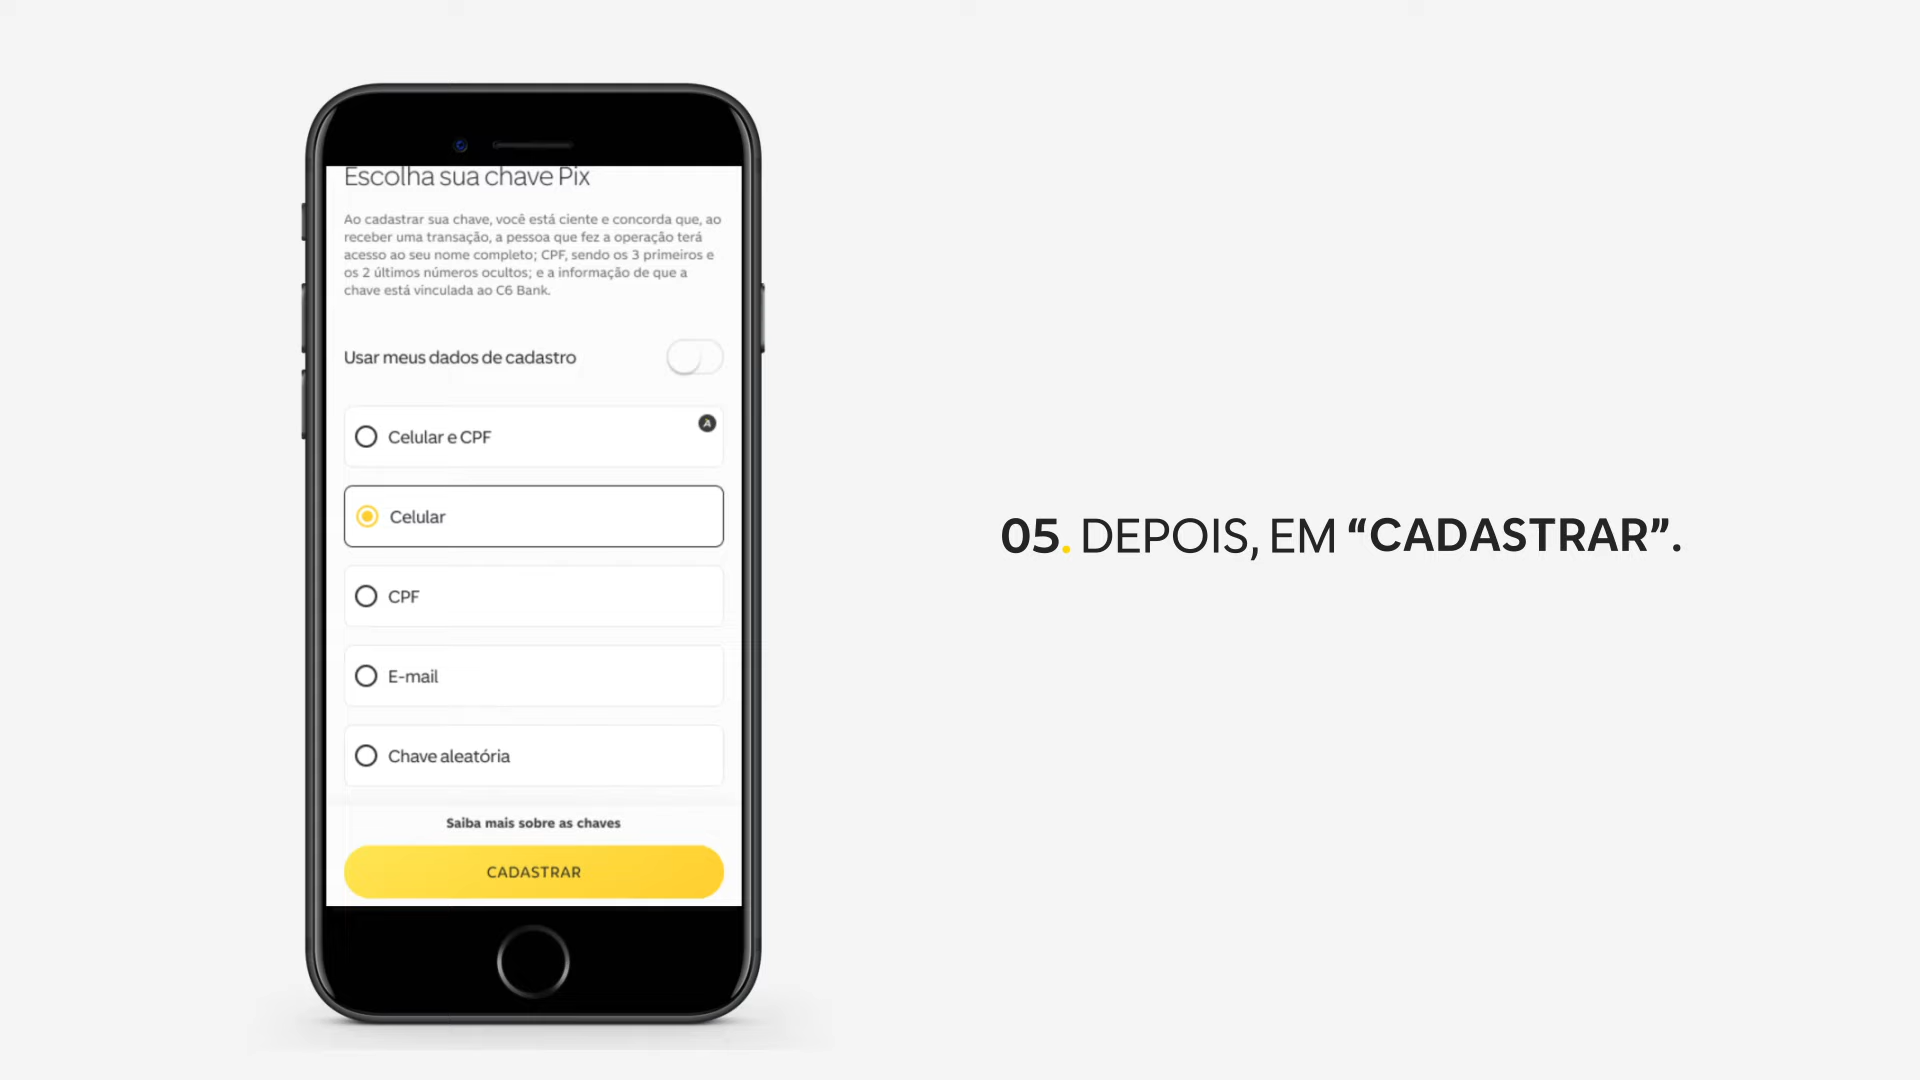 Escolha sua chave Pix
Ao cadastrar sua chave, você está ciente e concorda que, ao
receber uma transação, a pessoa que fez a operação terá
acesso ao seu nome completo; CPF, sendo os 3 primeiros e
os 2 últimos números ocultos; e a informação de que a
chave está vinculada ao C6 Bank.
Usar meus dados de cadastro
Celular e CPF
A
Celular
CPF
E-mail
Chave aleatória
Saiba mais sobre as chaves
CADASTRAR
05. DEPOIS, EM “CADASTRAR”.